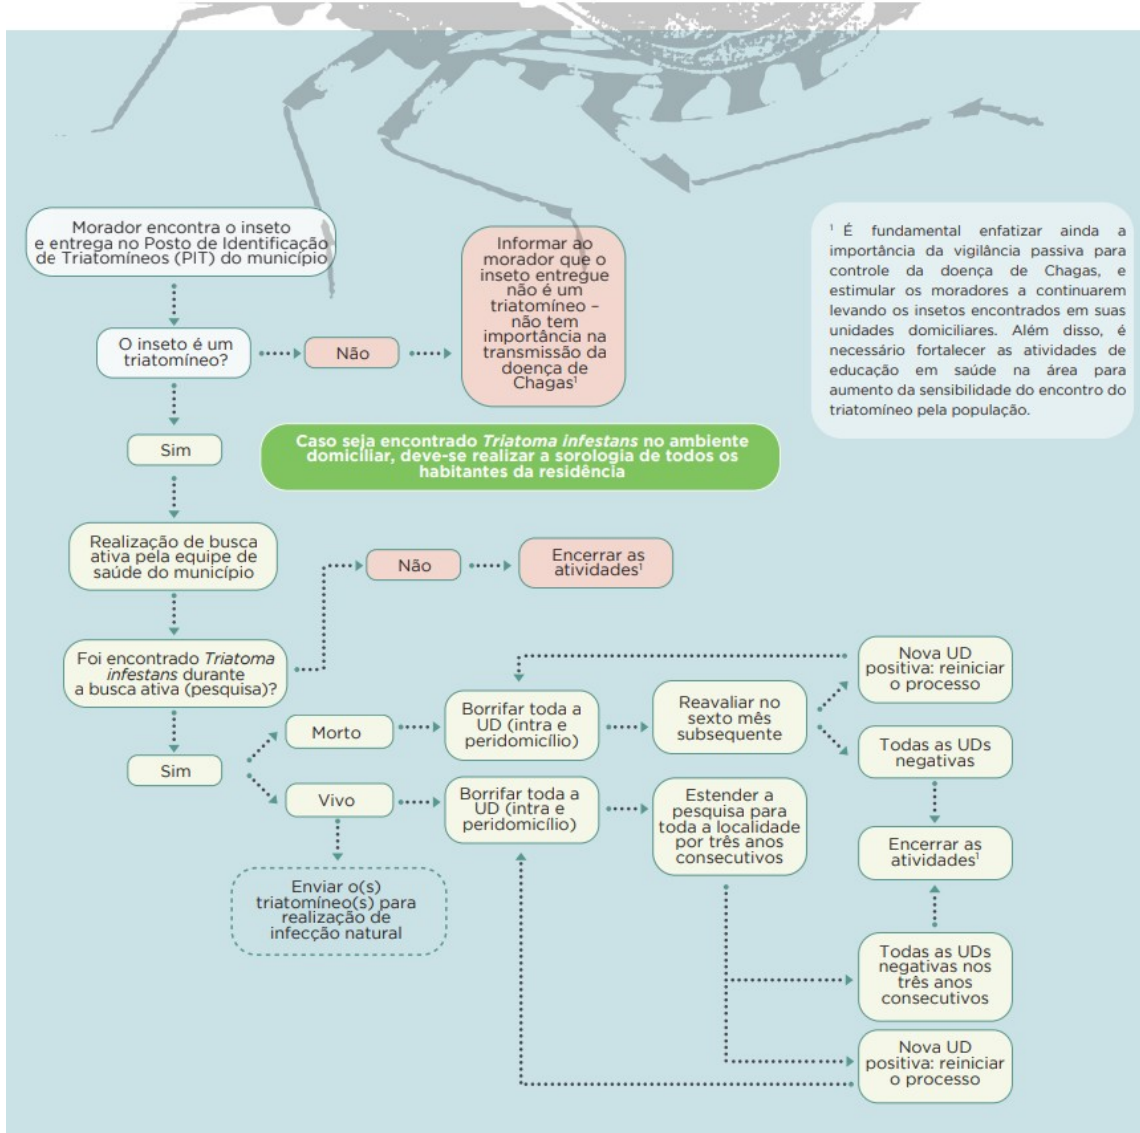 Morador encontra o inseto
e entrega no Posto de Identificação
de Triatomíneos (PIT) do município
O inseto é um
triatomíneo?
Não
Informar ao
morador que o
inseto entregue
não é um
triatomíneo –
não tem
importância na
transmissão da
doença de
Chagas¹
¹ É fundamental enfatizar ainda a
importância da vigilância passiva para
controle da doença de Chagas, e
estimular os moradores a continuarem
levando os insetos encontrados em suas
unidades domiciliares. Além disso, é
necessário fortalecer as atividades de
educação em saúde na área para
aumento da sensibilidade do encontro do
triatomíneo pela população.
Sim
Caso seja encontrado Triatoma infestans no ambiente
domiciliar, deve-se realizar a sorologia de todos os
habitantes da residência
Realização de busca
ativa pela equipe de
saúde do município
Não
Encerrar as
atividades¹
Foi encontrado Triatoma
infestans durante
a busca ativa (pesquisa)?
Sim
Morto
Borrifar toda a
UD (intra e
peridomicílio)
Reavaliar no
sexto mês
subsequente
Nova UD
positiva: reiniciar
o processo
Todas as UDs
negativas
Vivo
Borrifar toda a
UD (intra e
peridomicílio)
Estender a
pesquisa para
toda a localidade
por três anos
consecutivos
Encerrar as
atividades¹
Enviar o(s)
triatomíneo(s) para
realização de
infecção natural
Todas as UDs
negativas nos
três anos
consecutivos
Nova UD
positiva: reiniciar
o processo